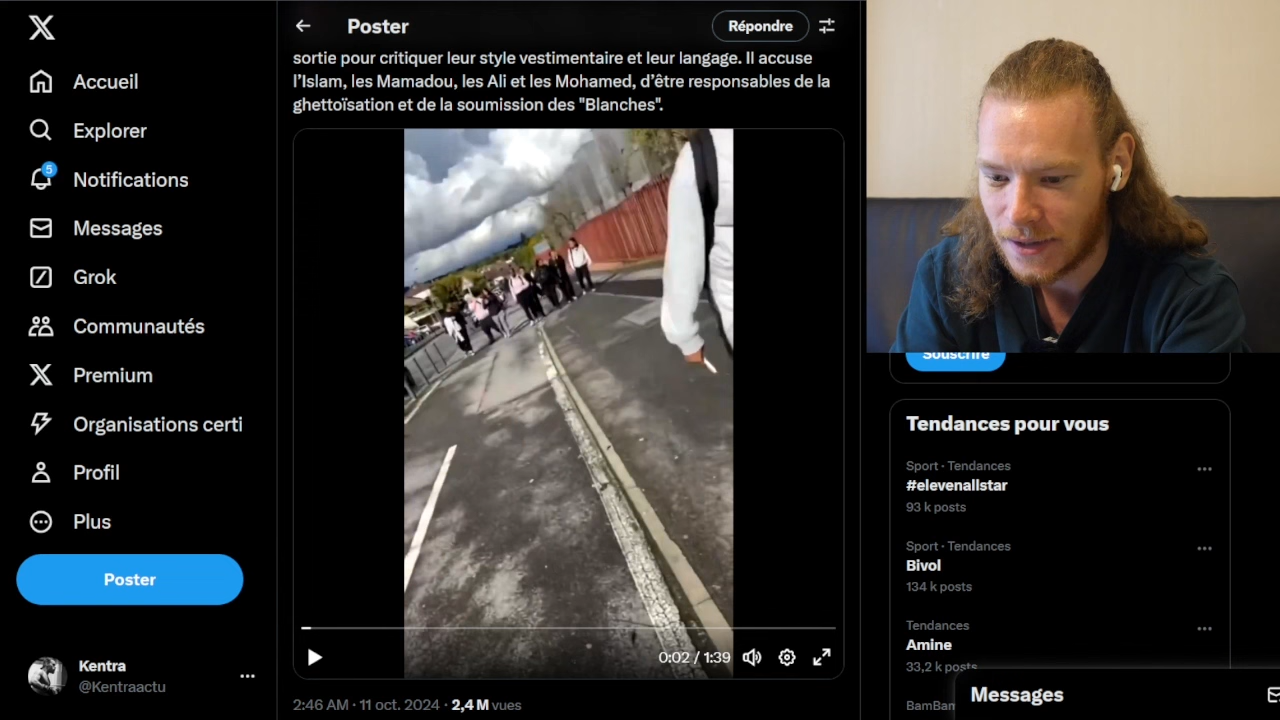 Accueil
Explorer
5
Notifications
Messages
Grok
Communautés
Premium
Organisations certi
Profil
Plus
Poster
Kentra
@Kentraactu
Poster
Répondre
sortie pour critiquer leur style vestimentaire et leur langage. Il accuse
l’Islam, les Mamadou, les Ali et les Mohamed, d’être responsables de la
ghettoïsation et de la soumission des "Blanches".
0:02 / 1:39
2:46 AM · 11 oct. 2024 · 2,4 M vues
Souscrire
Tendances pour vous
Sport · Tendances
#elevenallstar
93 k posts
Sport · Tendances
Bivol
134 k posts
Tendances
Amine
33,2 k posts
BamBam
Messages